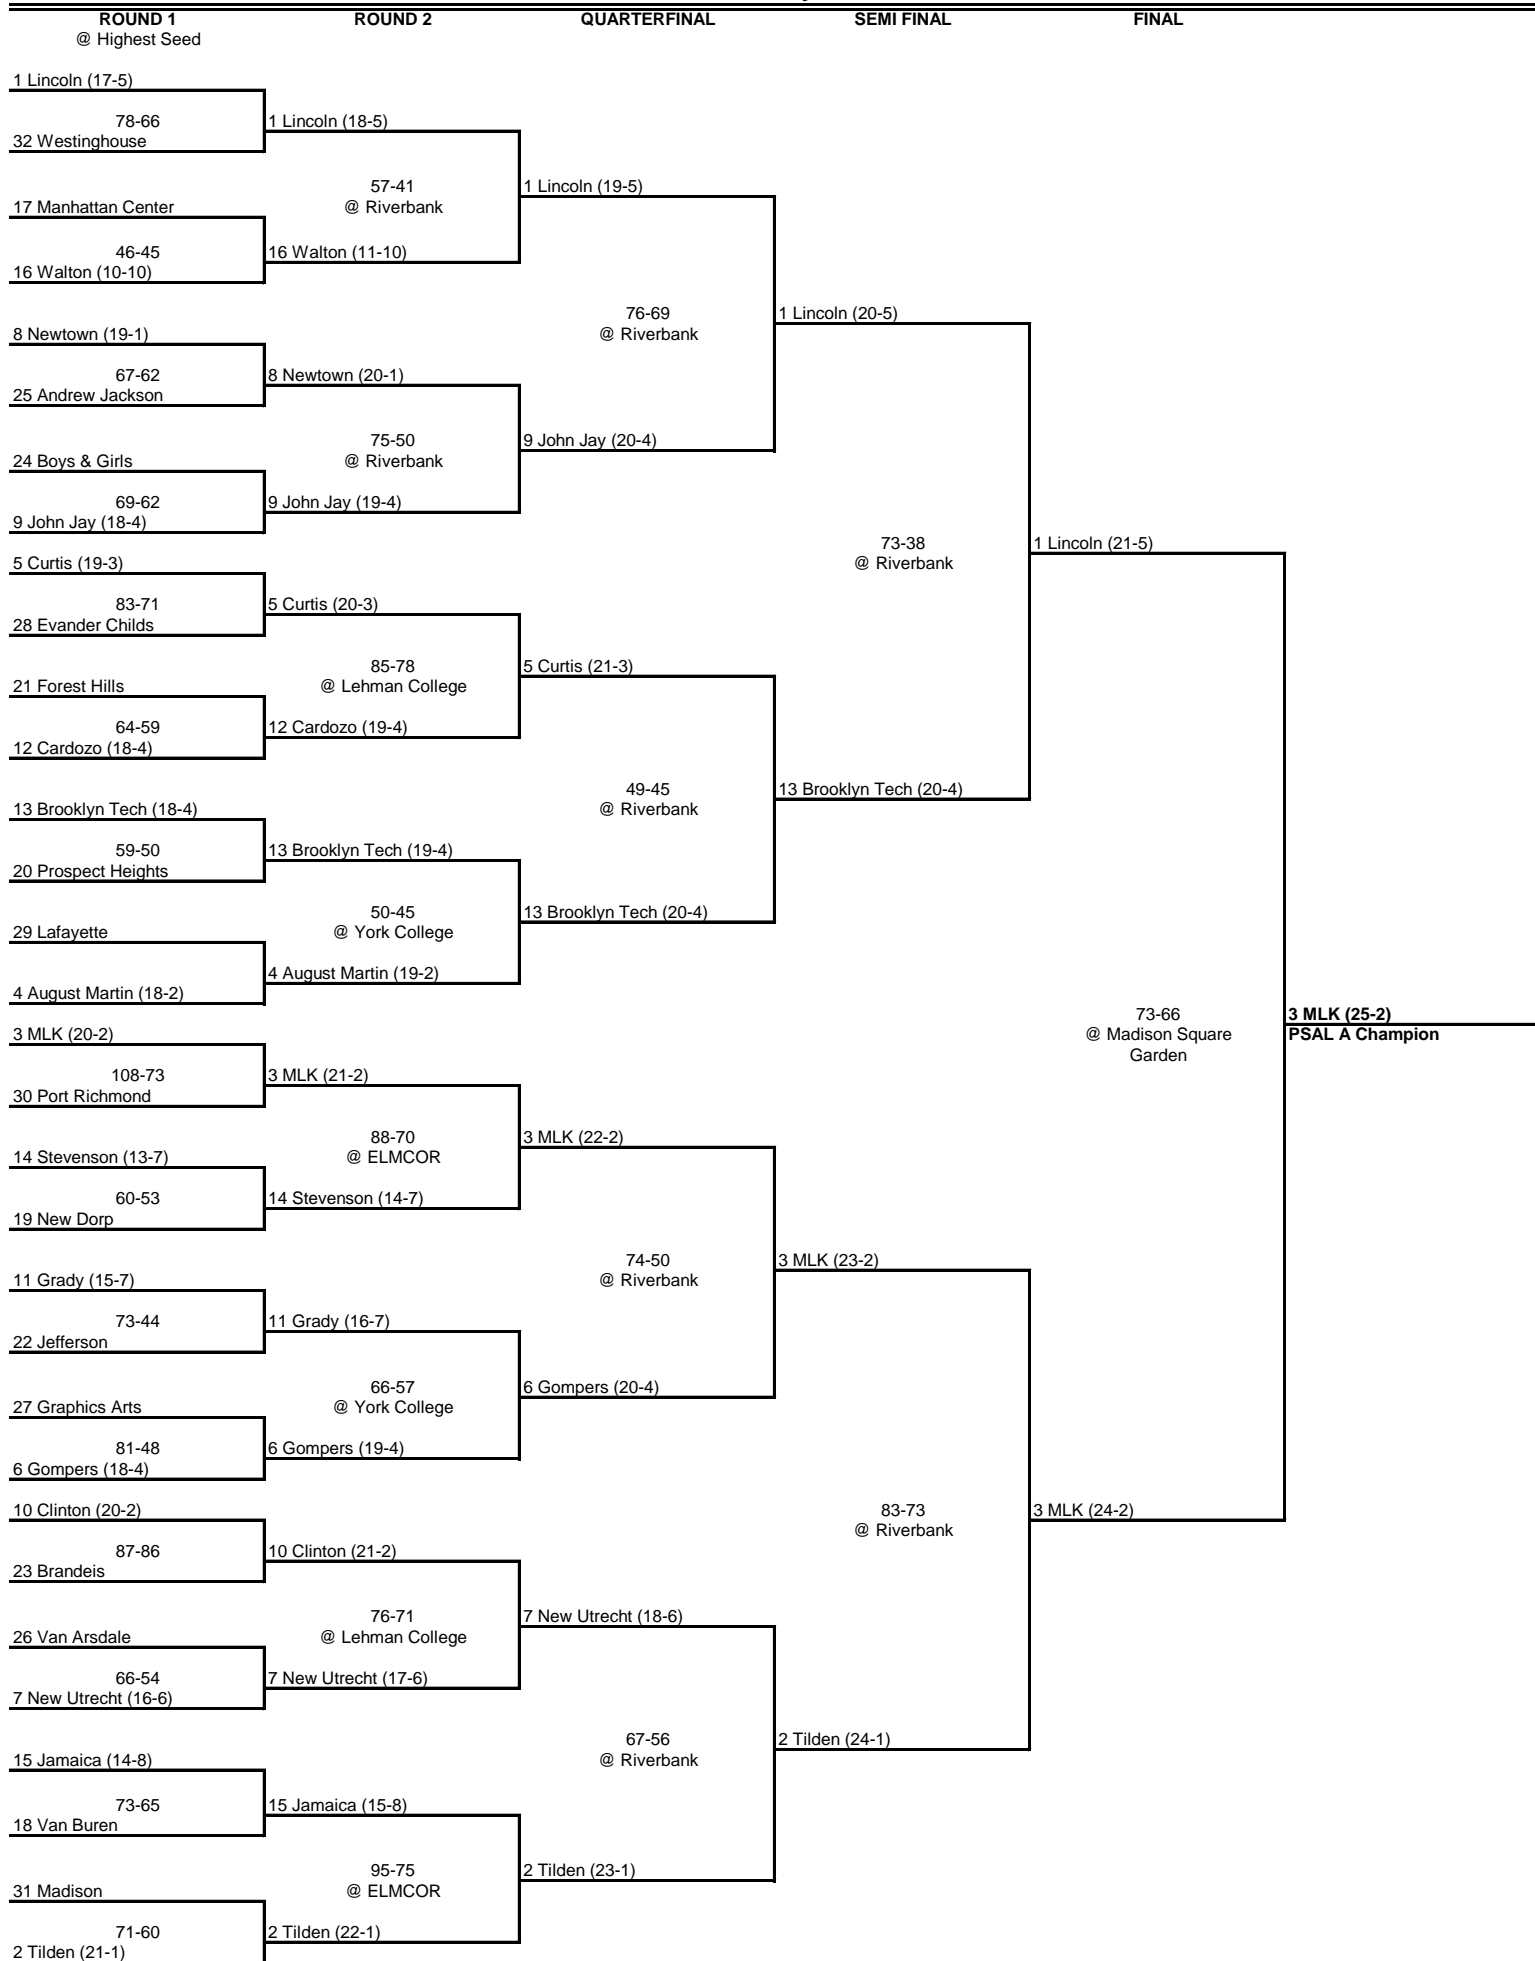 ROUND 1
@ Highest Seed
ROUND 2
QUARTERFINAL
SEMI FINAL
FINAL
1 Lincoln (17-5)
78-66
32 Westinghouse
17 Manhattan Center
46-45
16 Walton (10-10)
8 Newtown (19-1)
67-62
25 Andrew Jackson
24 Boys & Girls
69-62
9 John Jay (18-4)
5 Curtis (19-3)
83-71
28 Evander Childs
21 Forest Hills
64-59
12 Cardozo (18-4)
13 Brooklyn Tech (18-4)
59-50
20 Prospect Heights
29 Lafayette
4 August Martin (18-2)
3 MLK (20-2)
108-73
30 Port Richmond
14 Stevenson (13-7)
60-53
19 New Dorp
11 Grady (15-7)
73-44
22 Jefferson
27 Graphics Arts
81-48
6 Gompers (18-4)
10 Clinton (20-2)
87-86
23 Brandeis
26 Van Arsdale
66-54
7 New Utrecht (16-6)
15 Jamaica (14-8)
73-65
18 Van Buren
31 Madison
71-60
2 Tilden (21-1)
1 Lincoln (18-5)
57-41
@ Riverbank
16 Walton (11-10)
8 Newtown (20-1)
75-50
@ Riverbank
9 John Jay (19-4)
5 Curtis (20-3)
85-78
@ Lehman College
12 Cardozo (19-4)
13 Brooklyn Tech (19-4)
50-45
@ York College
4 August Martin (19-2)
3 MLK (21-2)
88-70
@ ELMCOR
14 Stevenson (14-7)
11 Grady (16-7)
66-57
@ York College
6 Gompers (19-4)
10 Clinton (21-2)
76-71
@ Lehman College
7 New Utrecht (17-6)
15 Jamaica (15-8)
95-75
@ ELMCOR
2 Tilden (22-1)
1 Lincoln (19-5)
76-69
@ Riverbank
9 John Jay (20-4)
5 Curtis (21-3)
49-45
@ Riverbank
13 Brooklyn Tech (20-4)
3 MLK (22-2)
74-50
@ Riverbank
6 Gompers (20-4)
7 New Utrecht (18-6)
67-56
@ Riverbank
2 Tilden (23-1)
1 Lincoln (20-5)
73-38
@ Riverbank
13 Brooklyn Tech (20-4)
3 MLK (23-2)
83-73
@ Riverbank
2 Tilden (24-1)
1 Lincoln (21-5)
73-66
@ Madison Square
Garden
3 MLK (24-2)
3 MLK (25-2)
PSAL A Champion